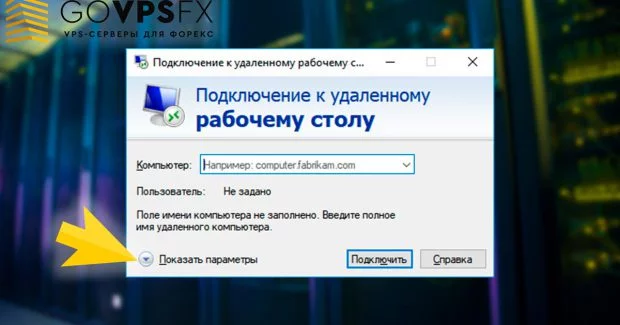 GOVPSFX
VPS-СЕРВЕРЫ ДЛЯ ФОРЕКС
Подключение к удаленному рабочему с...
Подключение к удаленному
рабочему столу
Компьютер:
Например: computer.fabrikam.com
Пользователь: Не задано
Поле имени компьютера не заполнено. Введите полное
имя удаленного компьютера.
Показать параметры
Подключить
Справка